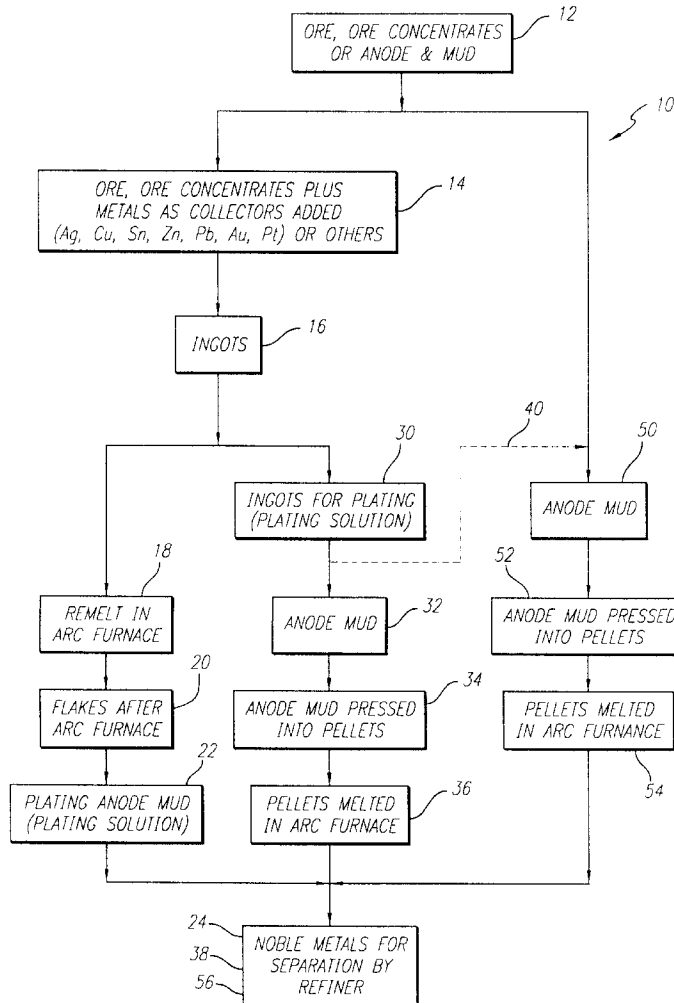 ORE, ORE CONCENTRATES
OR ANODE & MUD
12
10
ORE, ORE CONCENTRATES PLUS
METALS AS COLLECTORS ADDED
(Ag, Cu, Sn, Zn, Pb, Au, Pt) OR OTHERS
14
INGOTS
16
40
30
INGOTS FOR PLATING
(PLATING SOLUTION)
50
ANODE MUD
18
REMELT IN
ARC FURNACE
ANODE MUD
32
52
ANODE MUD PRESSED
INTO PELLETS
20
FLAKES AFTER
ARC FURNACE
34
ANODE MUD PRESSED
INTO PELLETS
PELLETS MELTED
IN ARC FURNANCE
54
22
PLATING ANODE MUD
(PLATING SOLUTION)
PELLETS MELTED
IN ARC FURNACE
36
24
38
56
NOBLE METALS FOR
SEPARATION BY
REFINER